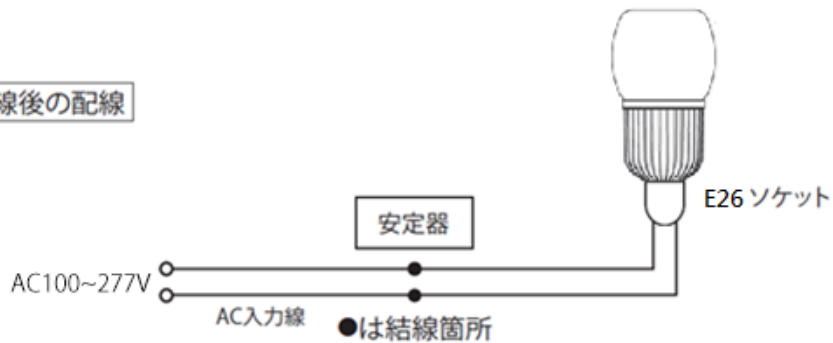 線後の配線
安定器
E26 ソケット
AC100~277V
AC入力線
●は結線箇所